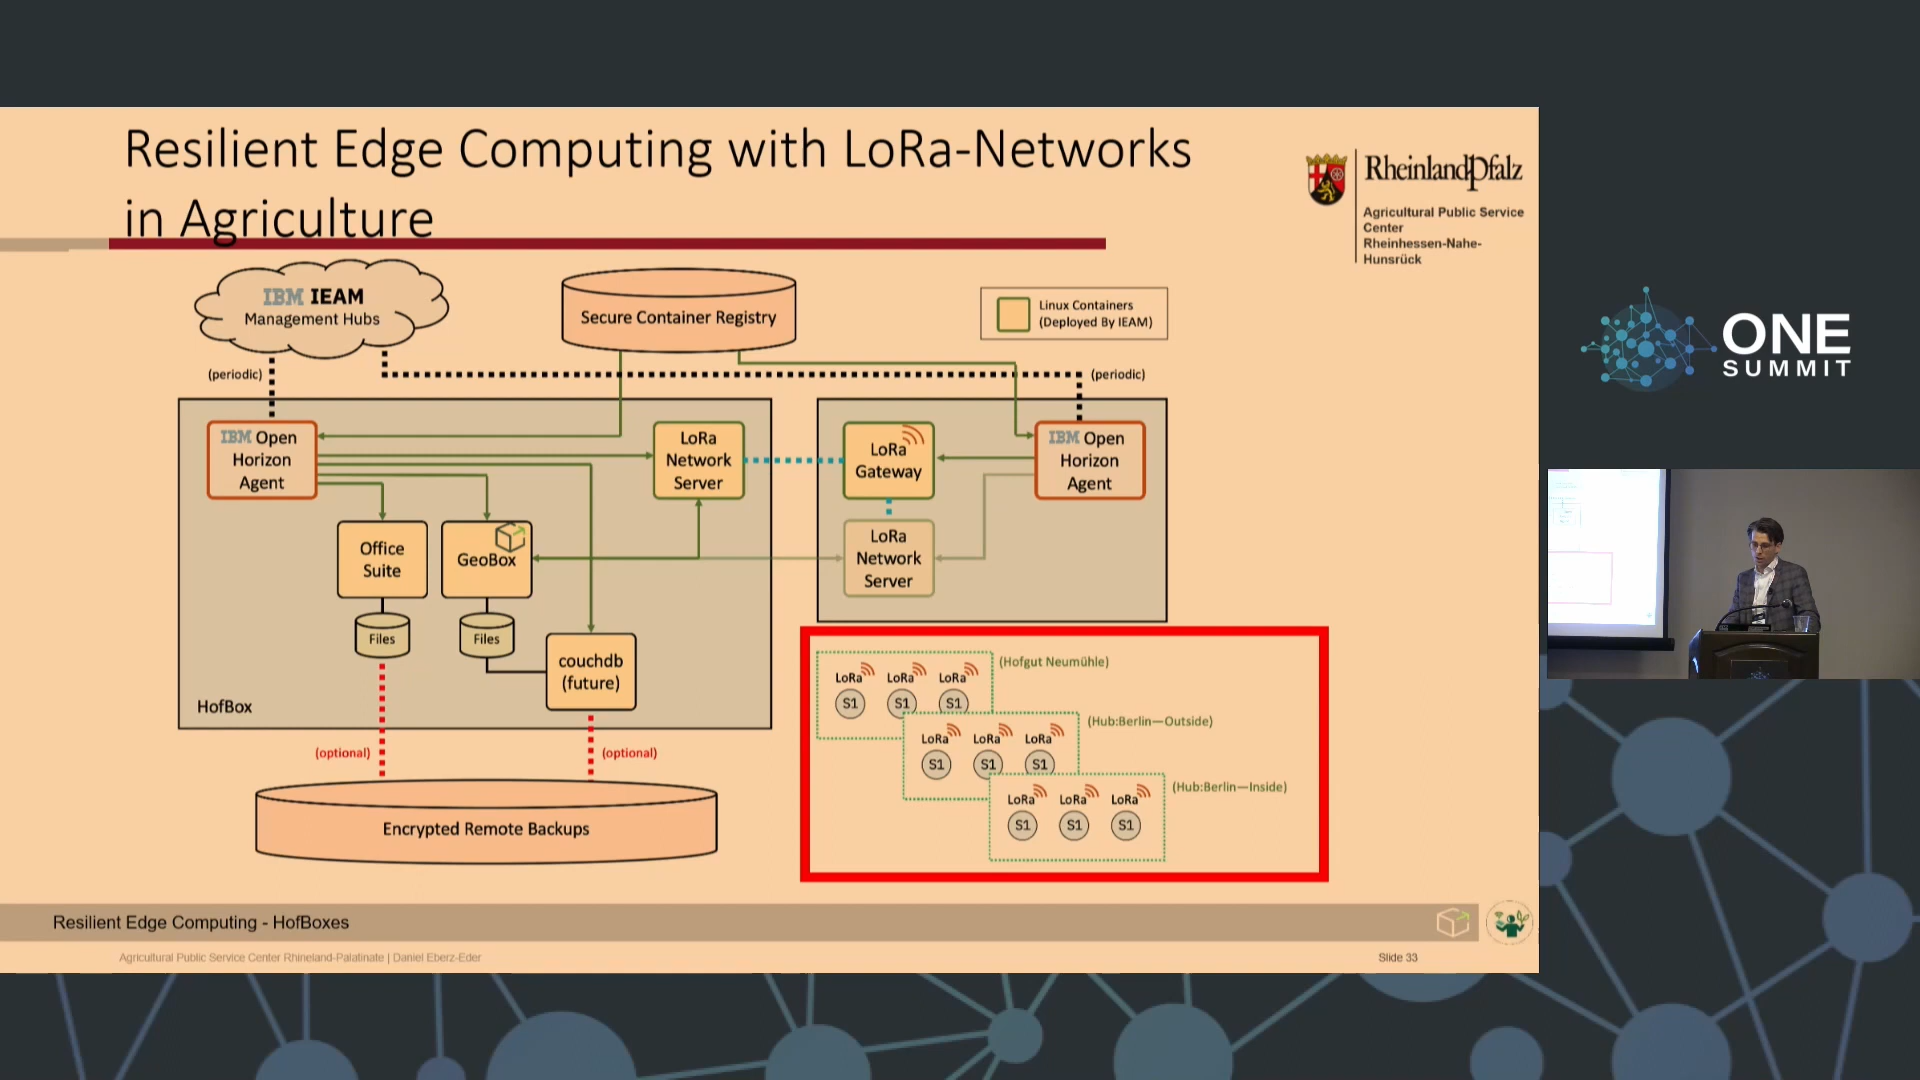 Resilient Edge Computing with LoRa-Networks
in Agriculture
RheinlandPfalz
Agricultural Public Service
Center
Rheinhessen-Nahe-
Hunsrück
IBM IEAM
Management Hubs
Secure Container Registry
Linux Containers
(Deployed By IEAM)
(periodic)
(periodic)
IBM Open
Horizon
Agent
LoRa
Network
Server
LoRa
Gateway
IBM Open
Horizon
Agent
Office
Suite
GeoBox
LoRa
Network
Server
Files
Files
couchdb
(future)
HofBox
(optional)
(optional)
Encrypted Remote Backups
(Hofgut Neumühle)
LoRa LoRa LoRa
S1 S1 S1
(Hub:Berlin—Outside)
LoRa LoRa LoRa
S1 S1 S1
(Hub:Berlin—Inside)
LoRa LoRa LoRa
S1 S1 S1
Resilient Edge Computing - HofBoxes
Agricultural Public Service Center Rhineland-Palatinate | Daniel Eberz-Eder
Slide 33
ONE
SUMMIT